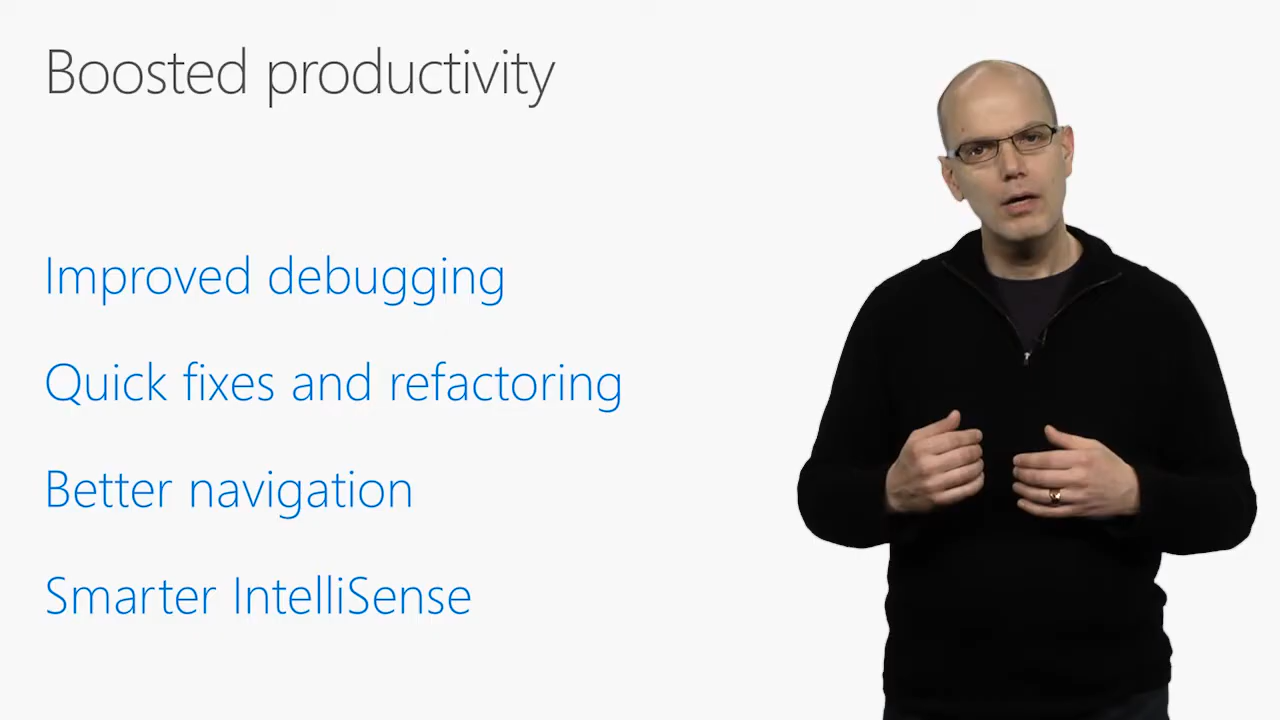 Boosted productivity
Improved debugging
Quick fixes and refactoring
Better navigation
Smarter IntelliSense